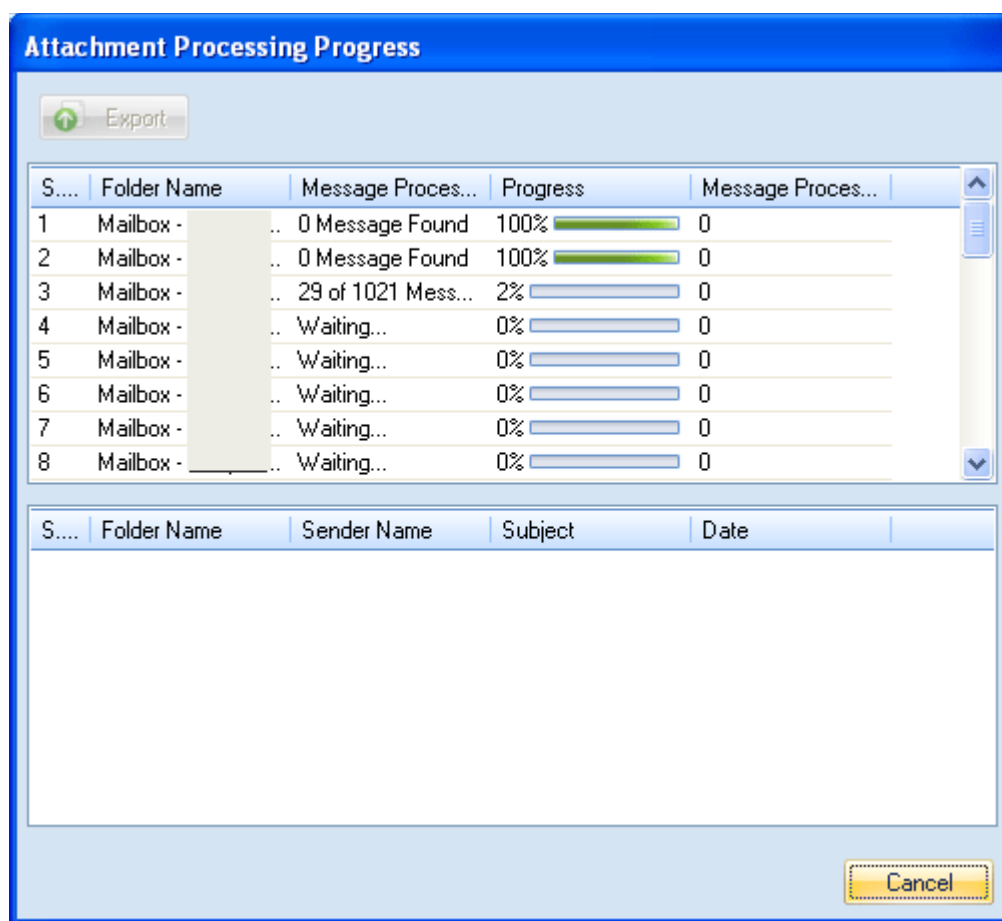 Attachment Processing Progress
Export
S.... Folder Name Message Proces... Progress Message Proces...
1 Mailbox - .. 0 Message Found 100% 0
2 Mailbox - .. 0 Message Found 100% 0
3 Mailbox - .. 29 of 1021 Mess... 2% 0
4 Mailbox - .. Waiting... 0% 0
5 Mailbox - .. Waiting... 0% 0
6 Mailbox - .. Waiting... 0% 0
7 Mailbox - .. Waiting... 0% 0
8 Mailbox - .. Waiting... 0% 0
S.... Folder Name Sender Name Subject Date
Cancel